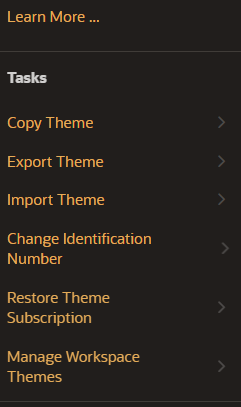 Learn More ...
Tasks
Copy Theme
Export Theme
Import Theme
Change Identification
Number
Restore Theme
Subscription
Manage Workspace
Themes